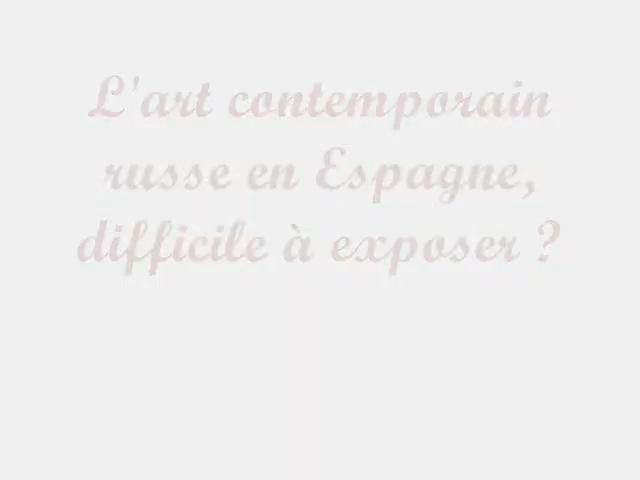 L'art contemporain
russe en Espagne,
difficile à exposer ?